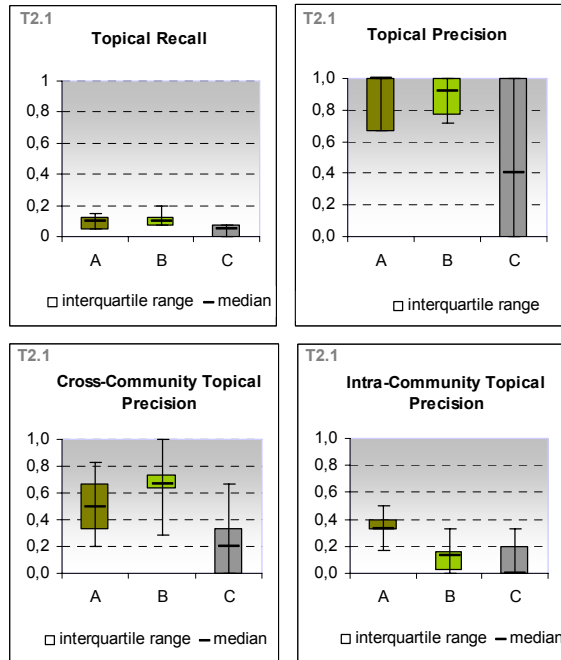 T2.1
Topical Recall
1
0,8
0,6
0,4
0,2
0
A B C
interquartile range median
T2.1
Topical Precision
1,0
0,8
0,6
0,4
0,2
0,0
A B C
interquartile range
T2.1
Cross-Community Topical
Precision
1,0
0,8
0,6
0,4
0,2
0,0
A B C
interquartile range median
T2.1
Intra-Community Topical
Precision
1,0
0,8
0,6
0,4
0,2
0,0
A B C
interquartile range median